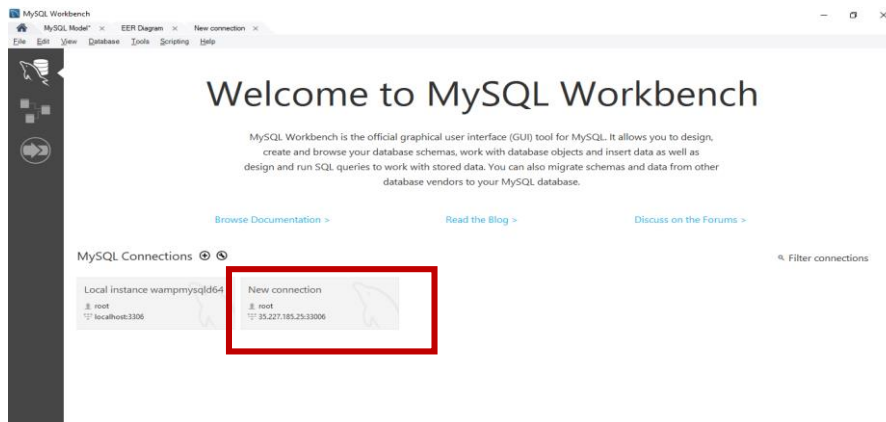 MySQL Workbench
MySQL Model* × EER Diagram × New connection ×
File Edit View Database Tools Scripting Help
Welcome to MySQL Workbench
MySQL Workbench is the official graphical user interface (GUI) tool for MySQL. It allows you to design,
create and browse your database schemas, work with database objects and insert data as well as
design and run SQL queries to work with stored data. You can also migrate schemas and data from other
database vendors to your MySQL database.
Browse Documentation > Read the Blog > Discuss on the Forums >
MySQL Connections
Filter connections
Local instance wampmysqld64
root
localhost:3306
New connection
root
35.227.185.25:33006